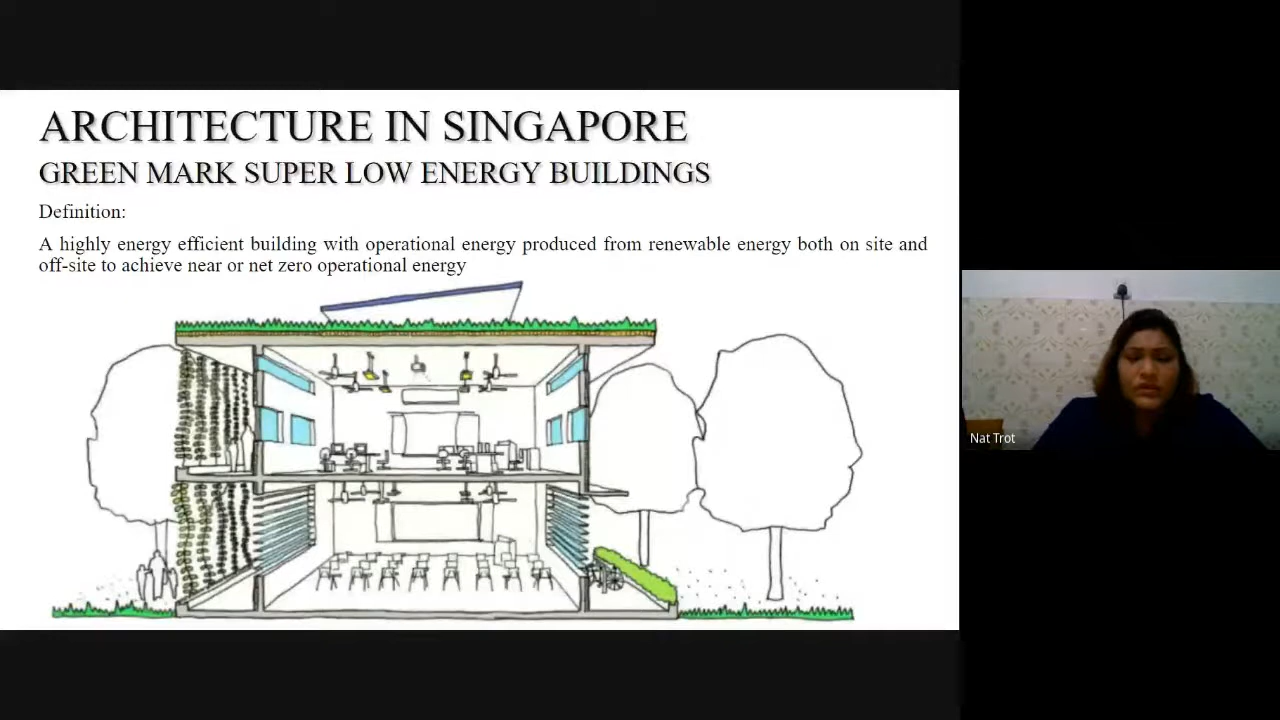 ARCHITECTURE IN SINGAPORE
GREEN MARK SUPER LOW ENERGY BUILDINGS
Definition:
A highly energy efficient building with operational energy produced from renewable energy both on site and
off-site to achieve near or net zero operational energy
Nat Trot